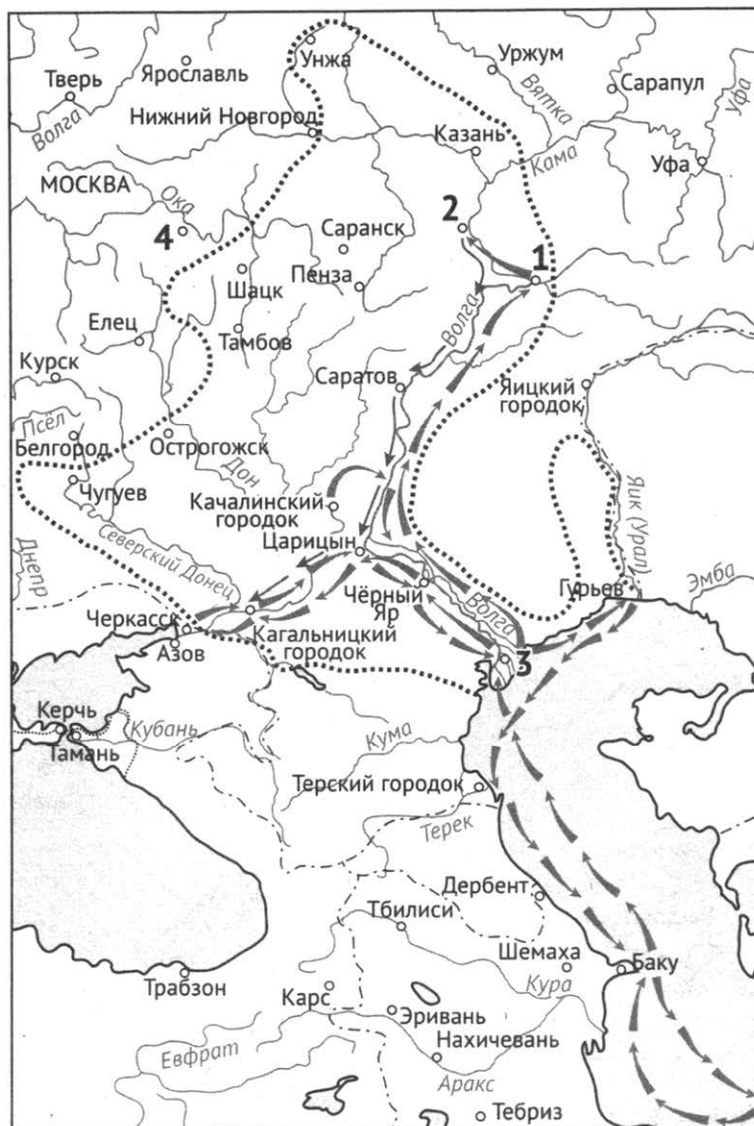 Унжа
Уржум
Ярославль
Вятка
Сарапул
Уфа
Тверь
Волга
Нижний Новгород
Казань
Кама
Уфа
МОСКВА
Ока
2
4
Саранск
1
Пенза
Шацк
Волга
Елец
Тамбов
Курск
Саратов
Яицкий
городок
Псёл
Белгород
Острогожск
Дон
Чугуев
Качалинский
городок
Яик (Урал)
Северский Донец
Царицын
Днепр
Чёрный
Яр
Волга
Гурьев
Эмба
Черкасск
Азов
Кагальницкий
городок
3
Керчь
Тамань
Кубань
Кума
Терский городок
Терек
Дербент
Тбилиси
Шемаха
Баку
Трабзон
Карс
Кура
Эривань
Нахичевань
Евфрат
Аракс
Тебриз